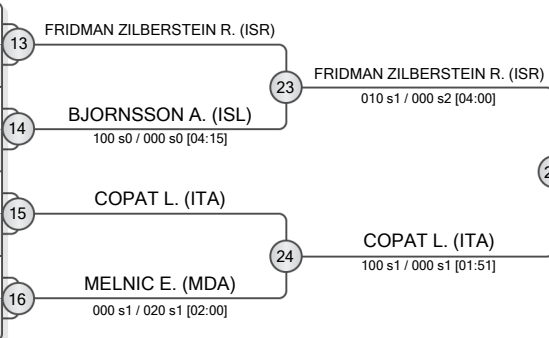 13
FRIDMAN ZILBERSTEIN R. (ISR)
23
FRIDMAN ZILBERSTEIN R. (ISR)
010 s1 / 000 s2 [04:00]
14
BJORNSSON A. (ISL)
100 s0 / 000 s0 [04:15]
15
COPAT L. (ITA)
24
COPAT L. (ITA)
100 s1 / 000 s1 [01:51]
16
MELNIC E. (MDA)
000 s1 / 020 s1 [02:00]